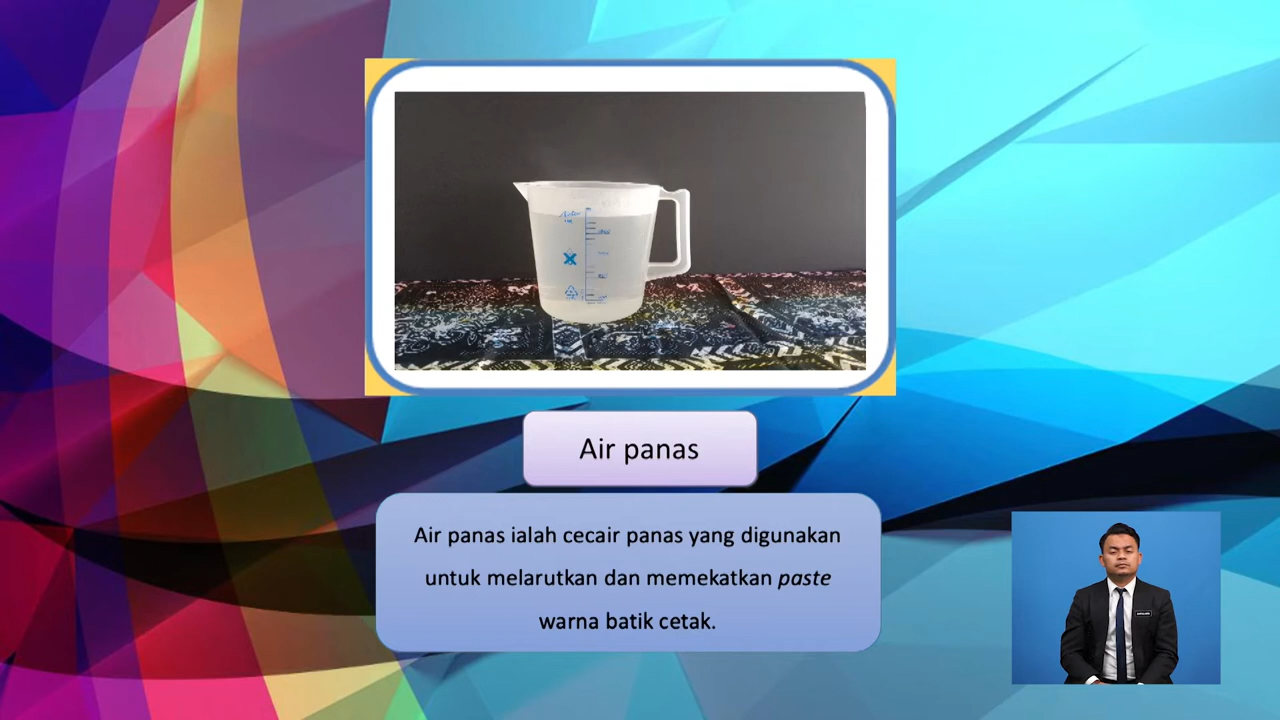 Air panas
Air panas ialah cecair panas yang digunakan
untuk melarutkan dan memekatkan paste
warna batik cetak.